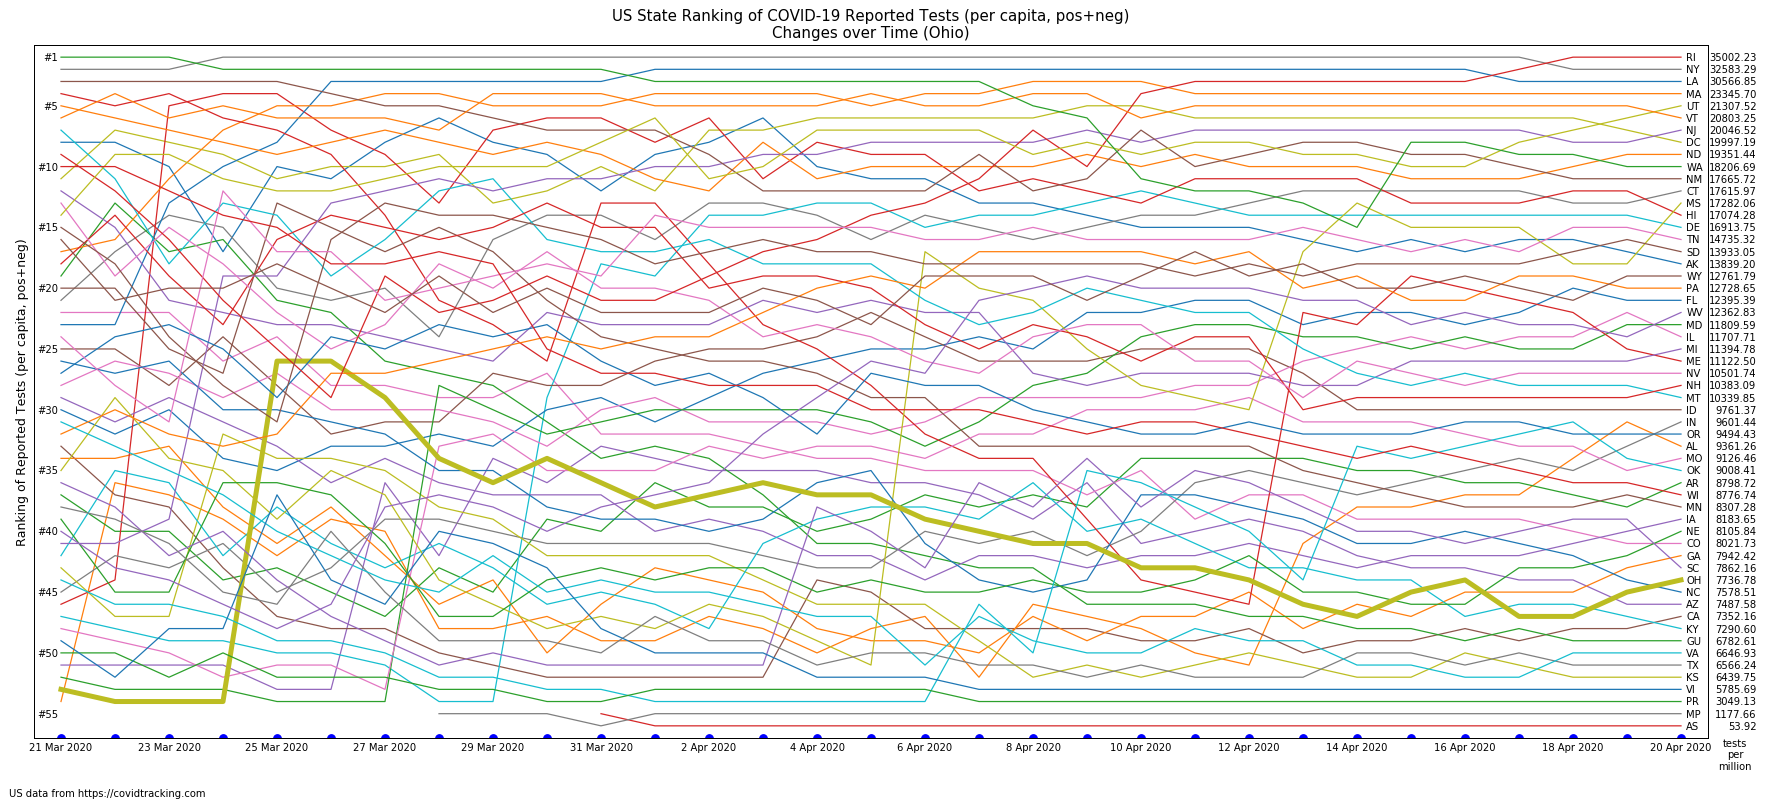 US State Ranking of COVID-19 Reported Tests (per capita, pos+neg)
Changes over Time (Ohio)
Ranking of Reported Tests (per capita, pos+neg)
#1
#5
#10
#15
#20
#25
#30
#35
#40
#45
#50
#55
RI 35002.23
NY 32583.29
LA 30566.85
MA 23345.70
UT 21307.52
VT 20803.25
NJ 20046.52
DC 19997.19
ND 19351.44
WA 18206.69
NM 17665.72
CT 17615.97
MS 17282.06
HI 17074.28
DE 16913.75
TN 14735.32
SD 13933.05
AK 13839.20
WY 12761.79
PA 12728.65
FL 12395.39
WV 12362.83
MD 11809.59
IL 11707.71
MI 11394.78
ME 11122.50
NV 10501.74
NH 10383.09
MT 10339.85
ID 9761.37
IN 9601.44
OR 9494.43
AL 9361.26
MO 9126.46
OK 9008.41
AR 8798.72
WI 8776.74
MN 8307.28
IA 8183.65
NE 8105.84
CO 8021.73
GA 7942.42
SC 7862.16
OH 7736.78
NC 7578.51
AZ 7487.58
CA 7352.16
KY 7290.60
GU 6782.61
VA 6646.93
TX 6566.24
KS 6439.75
VI 5785.69
PR 3049.13
MP 1177.66
AS 53.92
21 Mar 2020 23 Mar 2020 25 Mar 2020 27 Mar 2020 29 Mar 2020 31 Mar 2020 2 Apr 2020 4 Apr 2020 6 Apr 2020 8 Apr 2020 10 Apr 2020 12 Apr 2020 14 Apr 2020 16 Apr 2020 18 Apr 2020 20 Apr 2020
tests
per
million
US data from https://covidtracking.com